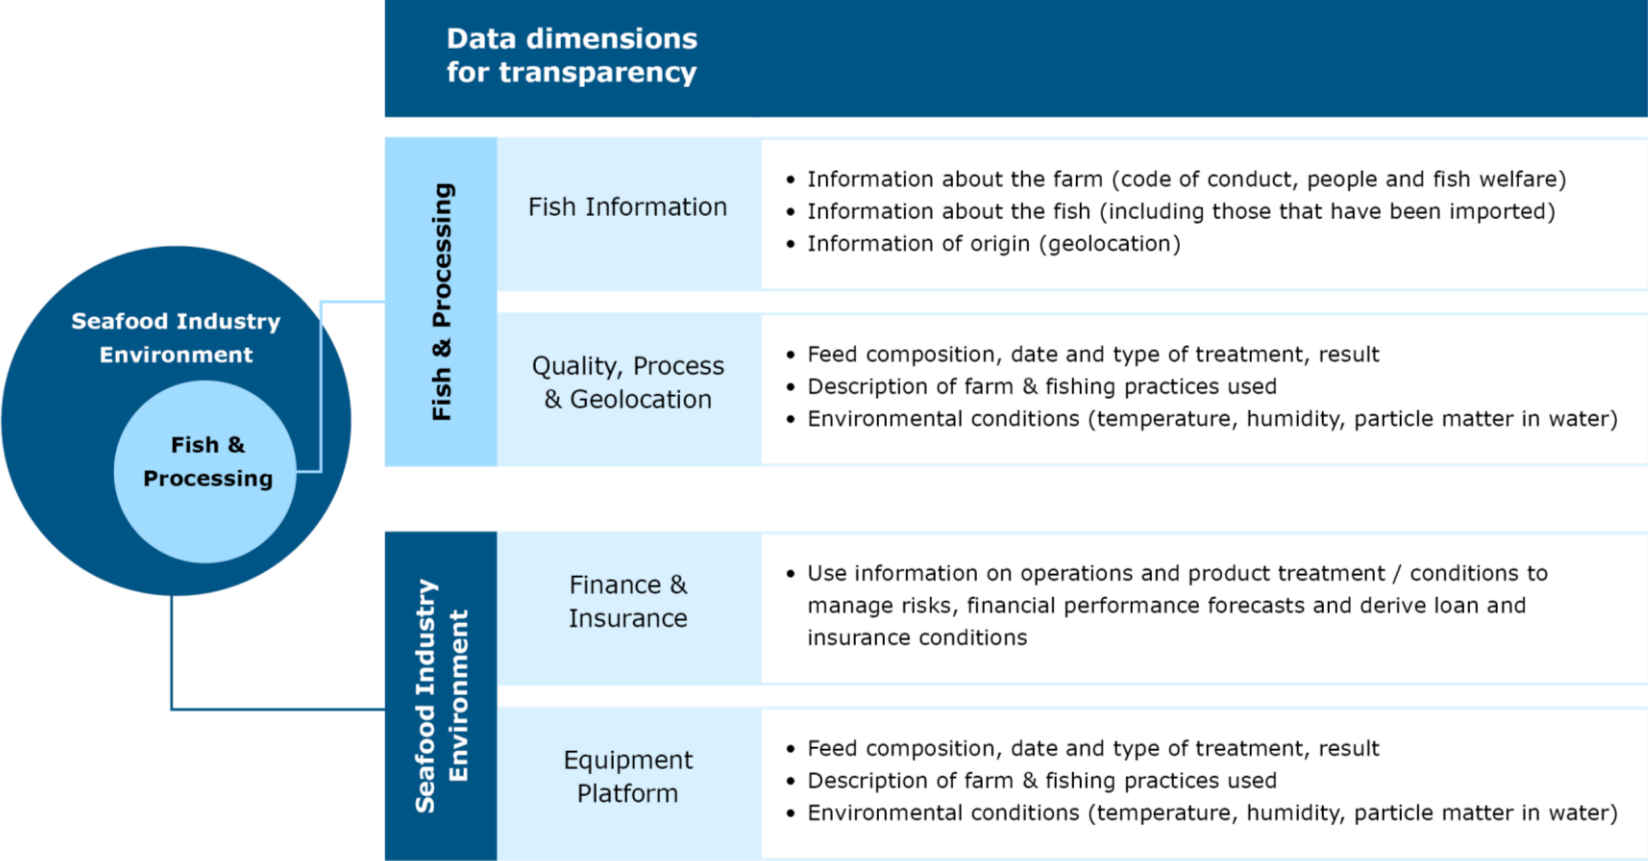 Data dimensions
for transparency
Seafood Industry
Environment
Fish &
Processing
Fish & Processing
Fish Information
• Information about the farm (code of conduct, people and fish welfare)
• Information about the fish (including those that have been imported)
• Information of origin (geolocation)
Quality, Process
& Geolocation
• Feed composition, date and type of treatment, result
• Description of farm & fishing practices used
• Environmental conditions (temperature, humidity, particle matter in water)
Seafood Industry
Environment
Finance &
Insurance
• Use information on operations and product treatment / conditions to
manage risks, financial performance forecasts and derive loan and
insurance conditions
Equipment
Platform
• Feed composition, date and type of treatment, result
• Description of farm & fishing practices used
• Environmental conditions (temperature, humidity, particle matter in water)